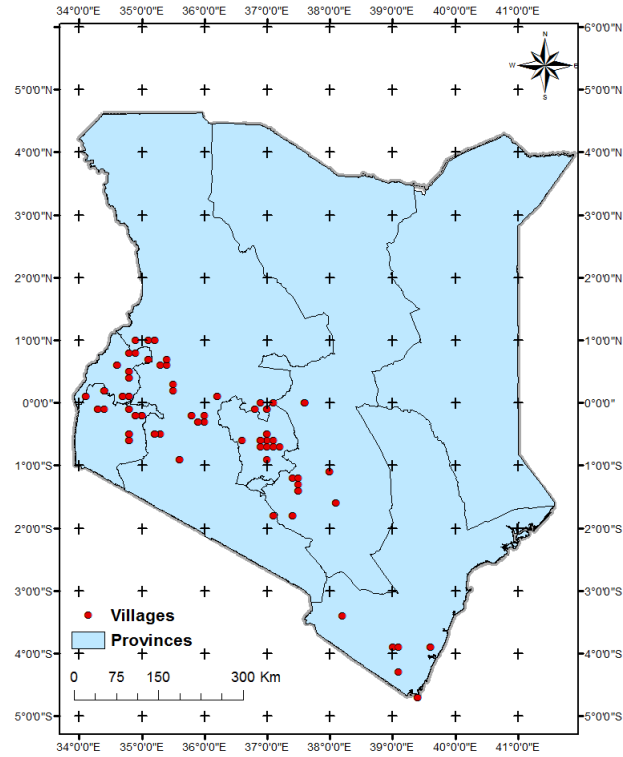 34°0'0"E 35°0'0"E 36°0'0"E 37°0'0"E 38°0'0"E 39°0'0"E 40°0'0"E 41°0'0"E
6°0'0"N
N
W E
S
5°0'0"N 5°0'0"N
4°0'0"N 4°0'0"N
3°0'0"N 3°0'0"N
2°0'0"N 2°0'0"N
1°0'0"N 1°0'0"N
0°0'0" 0°0'0"
1°0'0"S 1°0'0"S
2°0'0"S 2°0'0"S
3°0'0"S 3°0'0"S
Villages
Provinces
4°0'0"S 4°0'0"S
0 75 150 300 Km
5°0'0"S 5°0'0"S
34°0'0"E 35°0'0"E 36°0'0"E 37°0'0"E 38°0'0"E 39°0'0"E 40°0'0"E 41°0'0"E